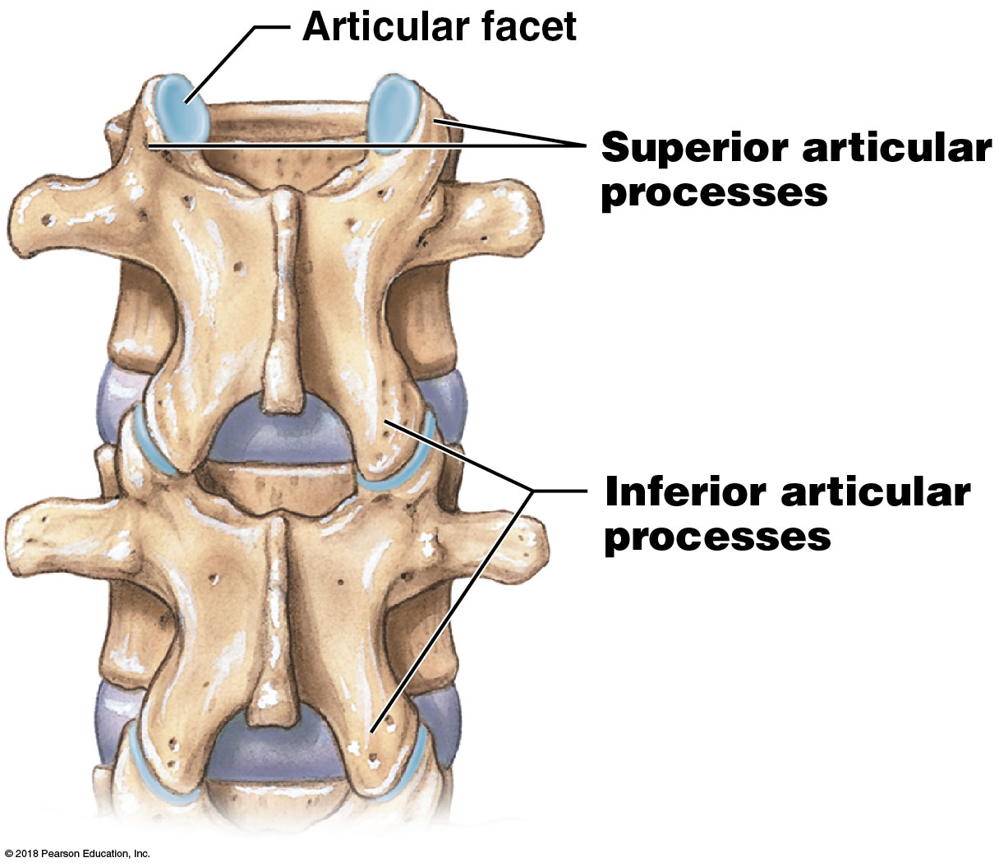 Articular facet
Superior articular
processes
Inferior articular
processes
© 2018 Pearson Education, Inc.